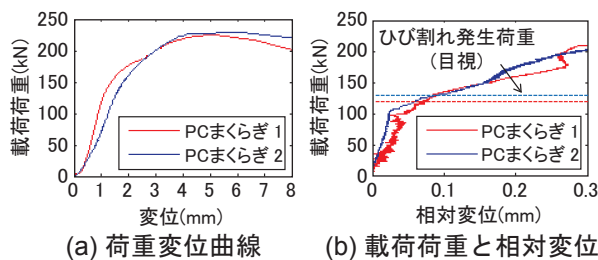 250
200
150
100
50
0
載荷荷重(kN)
PCまくらぎ 1
PCまくらぎ 2
0 1 2 3 4 5 6 7 8
変位(mm)
(a) 荷重変位曲線
250
200
150
100
50
0
載荷荷重(kN)
ひび割れ発生荷重
(目視)
PCまくらぎ 1
PCまくらぎ 2
0 0.1 0.2 0.3
相対変位(mm)
(b) 載荷荷重と相対変位